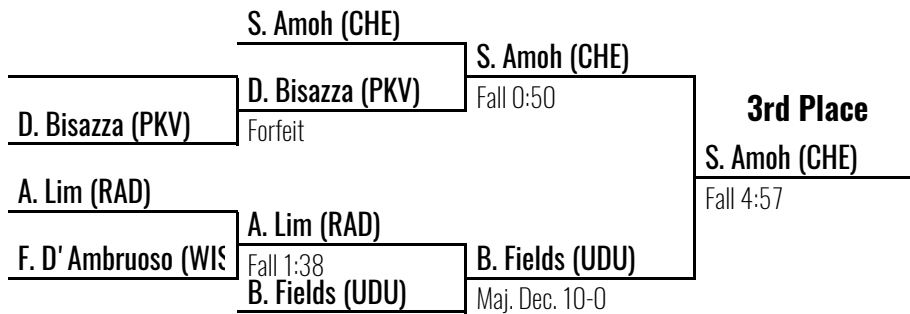 S. Amoh (CHE)
S. Amoh (CHE)
D. Bisazza (PKV)
Fall 0:50
3rd Place
D. Bisazza (PKV)
Forfeit
S. Amoh (CHE)
A. Lim (RAD)
Fall 4:57
A. Lim (RAD)
F. D'Ambruoso (WIS
Fall 1:38
B. Fields (UDU)
B. Fields (UDU)
Maj. Dec. 10-0